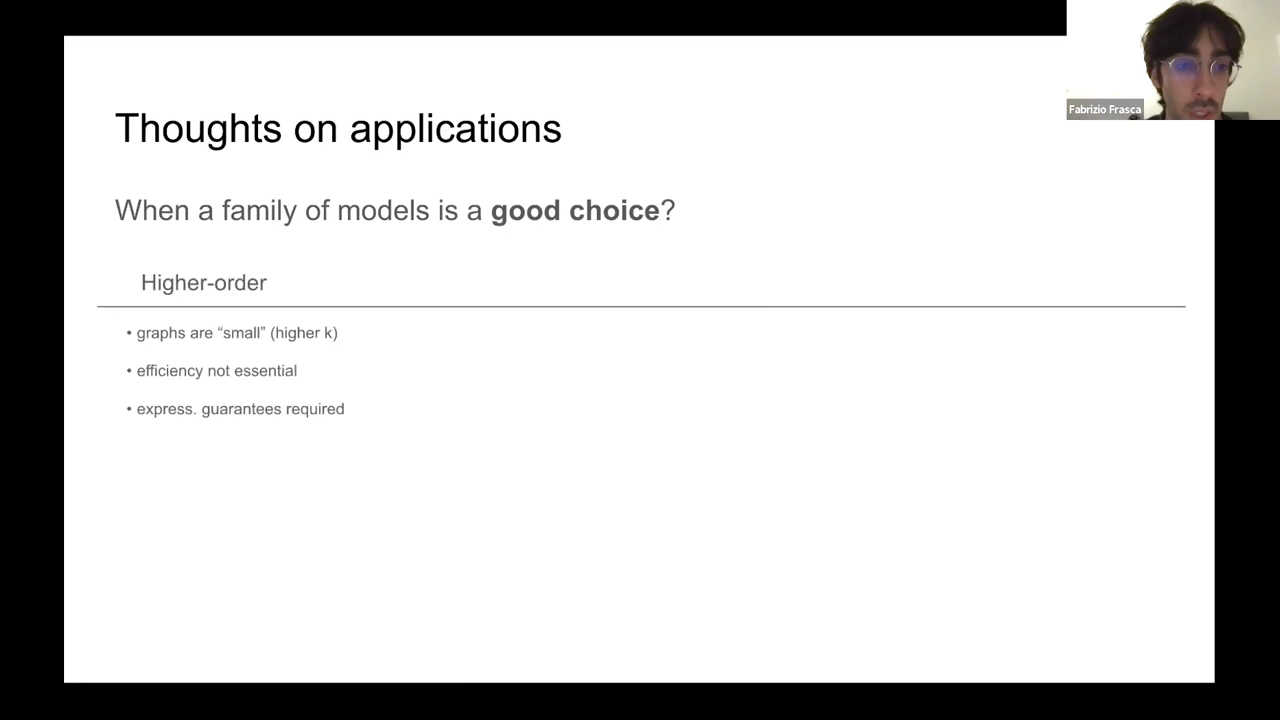 Fabrizio Frasca
Thoughts on applications
When a family of models is a good choice?
Higher-order
• graphs are “small” (higher k)
• efficiency not essential
• express. guarantees required